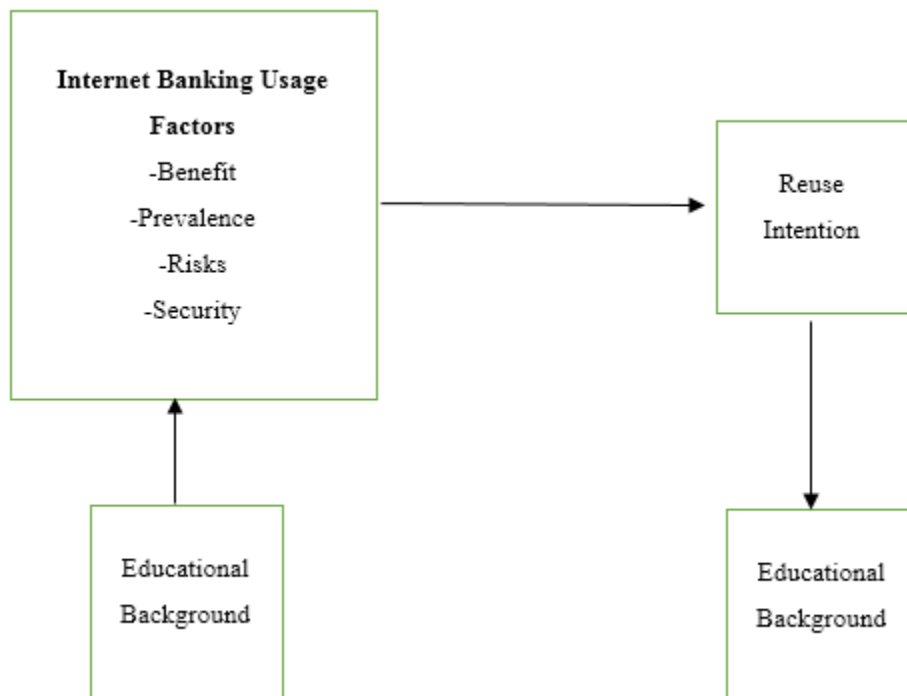 Internet Banking Usage
Factors
-Benefit
-Prevalence
-Risks
-Security
Reuse
Intention
Educational
Background
Educational
Background